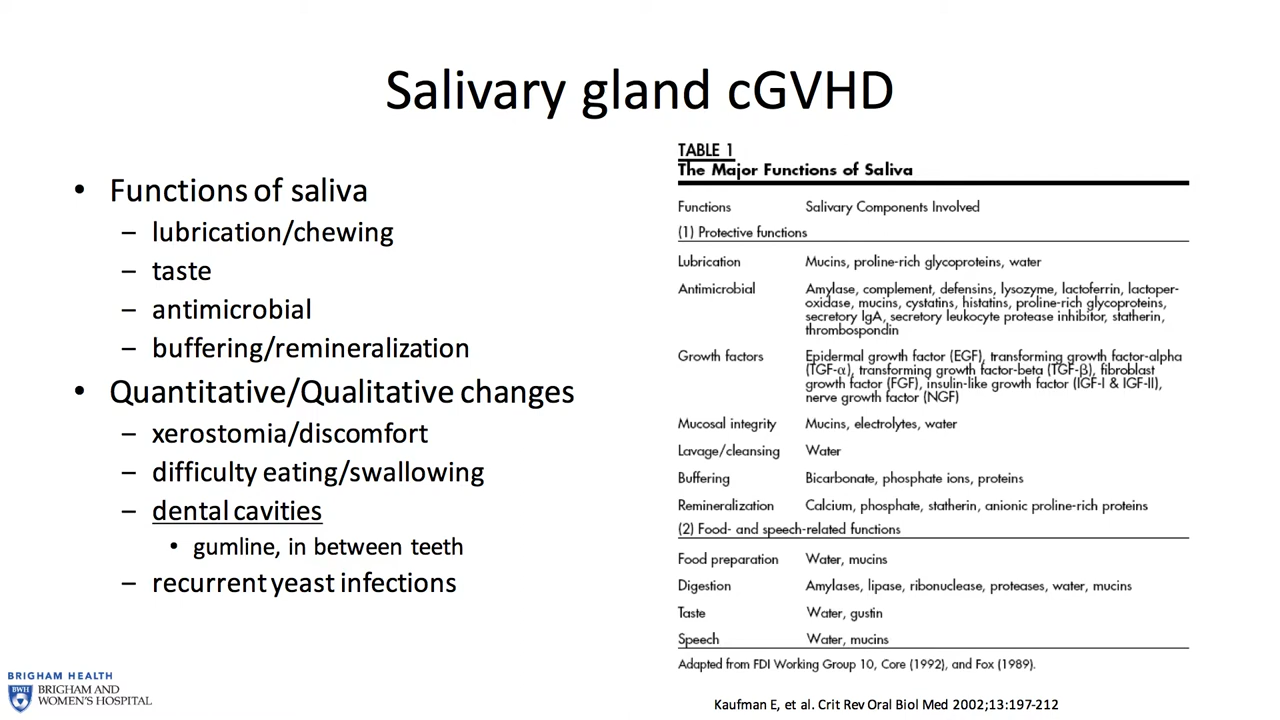 Salivary gland cGVHD
• Functions of saliva
– lubrication/chewing
– taste
– antimicrobial
– buffering/remineralization
• Quantitative/Qualitative changes
– xerostomia/discomfort
– difficulty eating/swallowing
– dental cavities
• gumline, in between teeth
– recurrent yeast infections
TABLE 1
The Major Functions of Saliva
Functions Salivary Components Involved
(1) Protective functions
Lubrication Mucins, proline-rich glycoproteins, water
Antimicrobial Amylase, complement, defensins, lysozyme, lactoferrin, lactoper-
oxidase, mucins, cystatins, histatins, proline-rich glycoproteins,
secretory IgA, secretory leukocyte protease inhibitor, statherin,
thrombospondin
Growth factors Epidermal growth factor (EGF), transforming growth factor-alpha
(TGF-α), transforming growth factor-beta (TGF-β), fibroblast
growth factor (FGF), insulin-like growth factor (IGF-I & IGF-II),
nerve growth factor (NGF)
Mucosal integrity Mucins, electrolytes, water
Lavage/cleansing Water
Buffering Bicarbonate, phosphate ions, proteins
Remineralization Calcium, phosphate, statherin, anionic proline-rich proteins
(2) Food- and speech-related functions
Food preparation Water, mucins
Digestion Amylases, lipase, ribonuclease, proteases, water, mucins
Taste Water, gustin
Speech Water, mucins
Adapted from FDI Working Group 10, Core (1992), and Fox (1989).
Kaufman E, et al. Crit Rev Oral Biol Med 2002;13:197-212
BRIGHAM HEALTH
BWH
BRIGHAM AND
WOMEN'S HOSPITAL